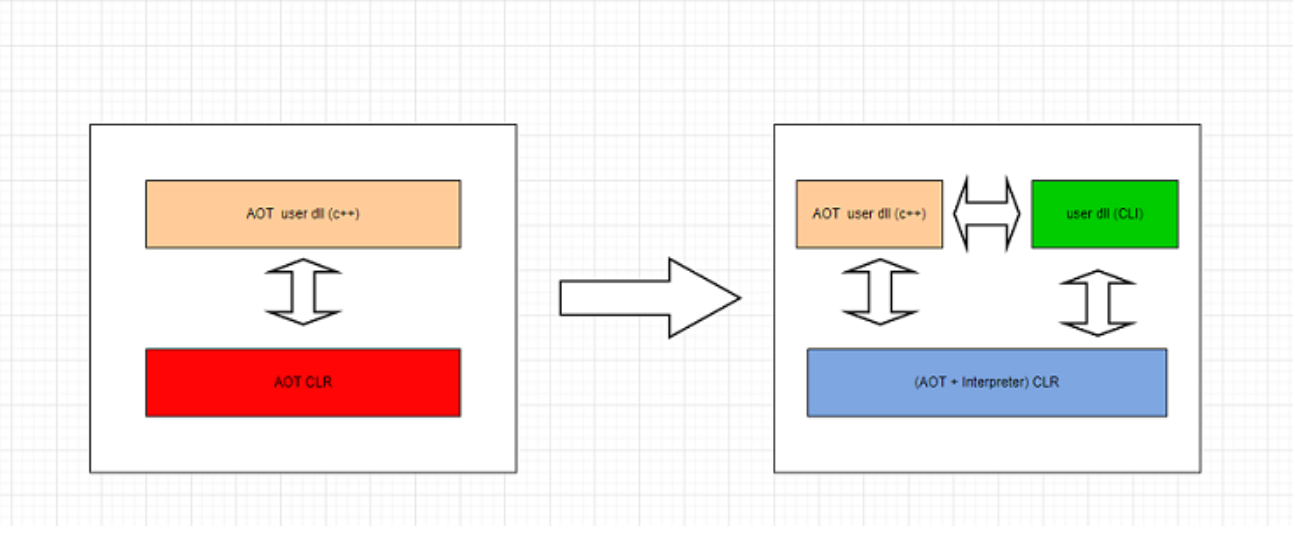 AOT user dll (c++)
AOT CLR
AOT user dll (c++)
user dll (CLI)
(AOT + Interpreter) CLR